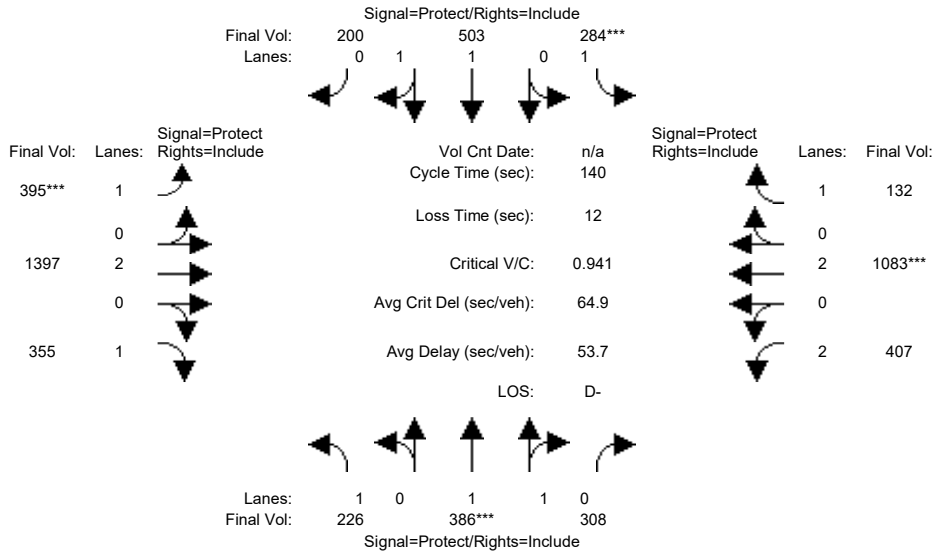 Signal=Protect/Rights=Include
Final Vol: 200 503 284***
Lanes: 0 1 1 0 1
Signal=Protect Signal=Protect
Final Vol: Lanes: Rights=Include Vol Cnt Date: n/a Rights=Include Lanes: Final Vol:
Cycle Time (sec): 140
395*** 1 1 132
Loss Time (sec): 12
0 0
1397 2 Critical V/C: 0.941 2 1083***
0 Avg Crit Del (sec/veh): 64.9 0
355 1 Avg Delay (sec/veh): 53.7 2 407
LOS: D-
Lanes: 1 0 1 1 0
Final Vol: 226 386*** 308
Signal=Protect/Rights=Include